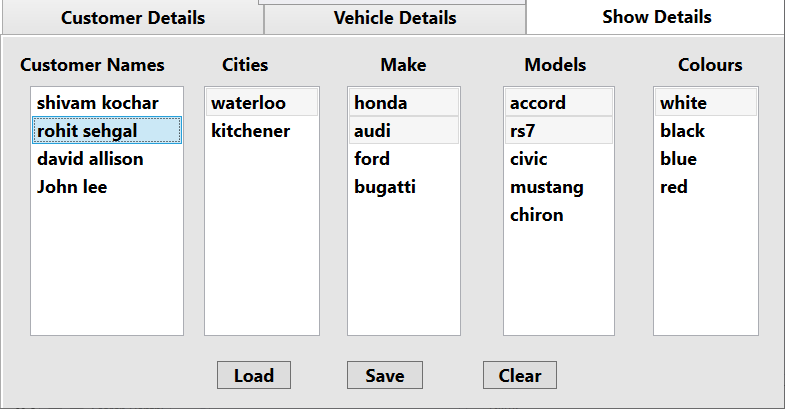 Customer Details Vehicle Details Show Details
Customer Names Cities Make Models Colours
shivam kochar waterloo honda accord white
rohit sehgal kitchener audi rs7 black
david allison ford civic blue
John lee bugatti mustang red
chiron
Load Save Clear